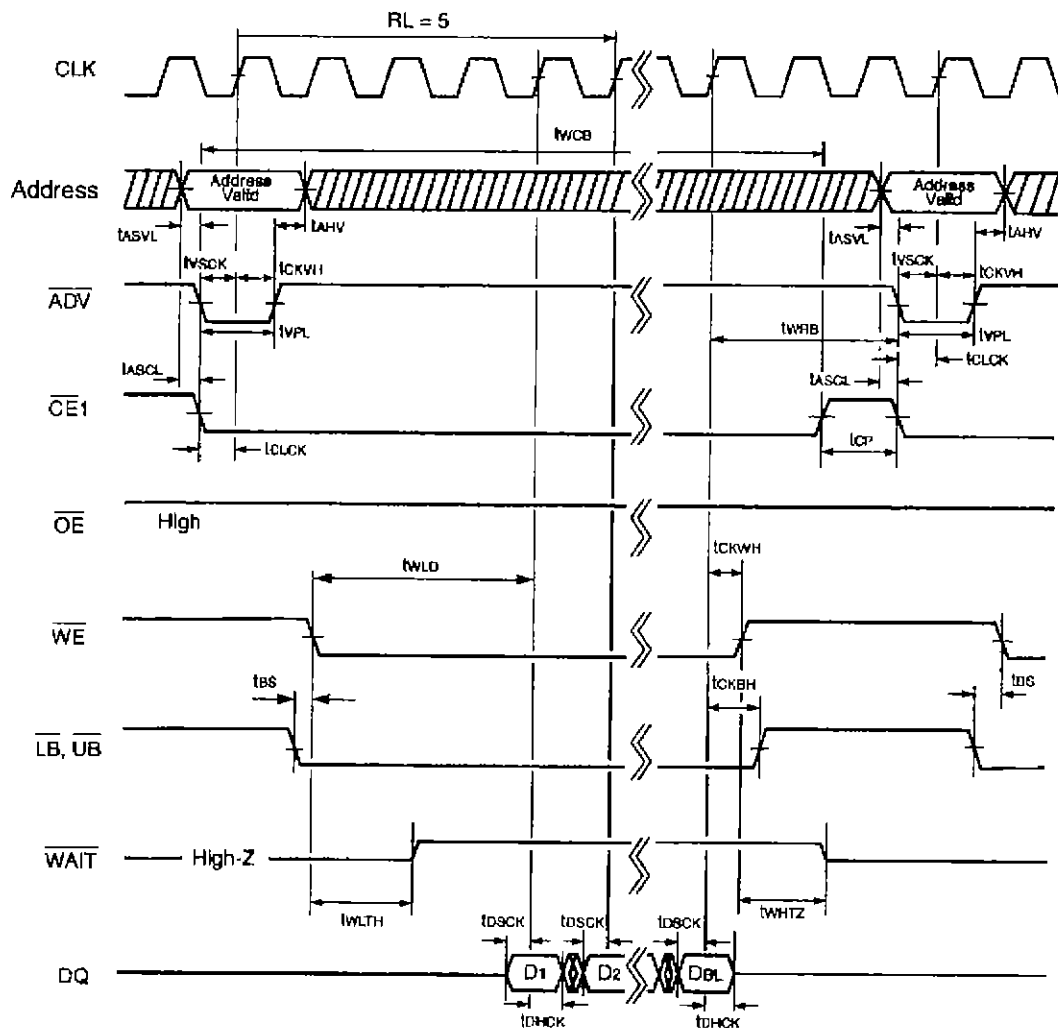 RL = 5
CLK
tWCB
Address
Address Valid
Address Valid
tASVL
tAHV
tASVL
tAHV
tVSCK
tCKVH
tVSCK
tCKVH
ADV
tVPL
tWRB
tVPL
tASCL
tCLCK
tASCL
CE1
tCLCK
tCP
OE
High
tCKWH
tWLD
WE
tBS
tCKBH
tBS
LB, UB
WAIT
High-Z
tWLTH
tWHTZ
tDSCK
tDSCK
tDSCK
DQ
D1
D2
DBL
tDHCK
tDHCK